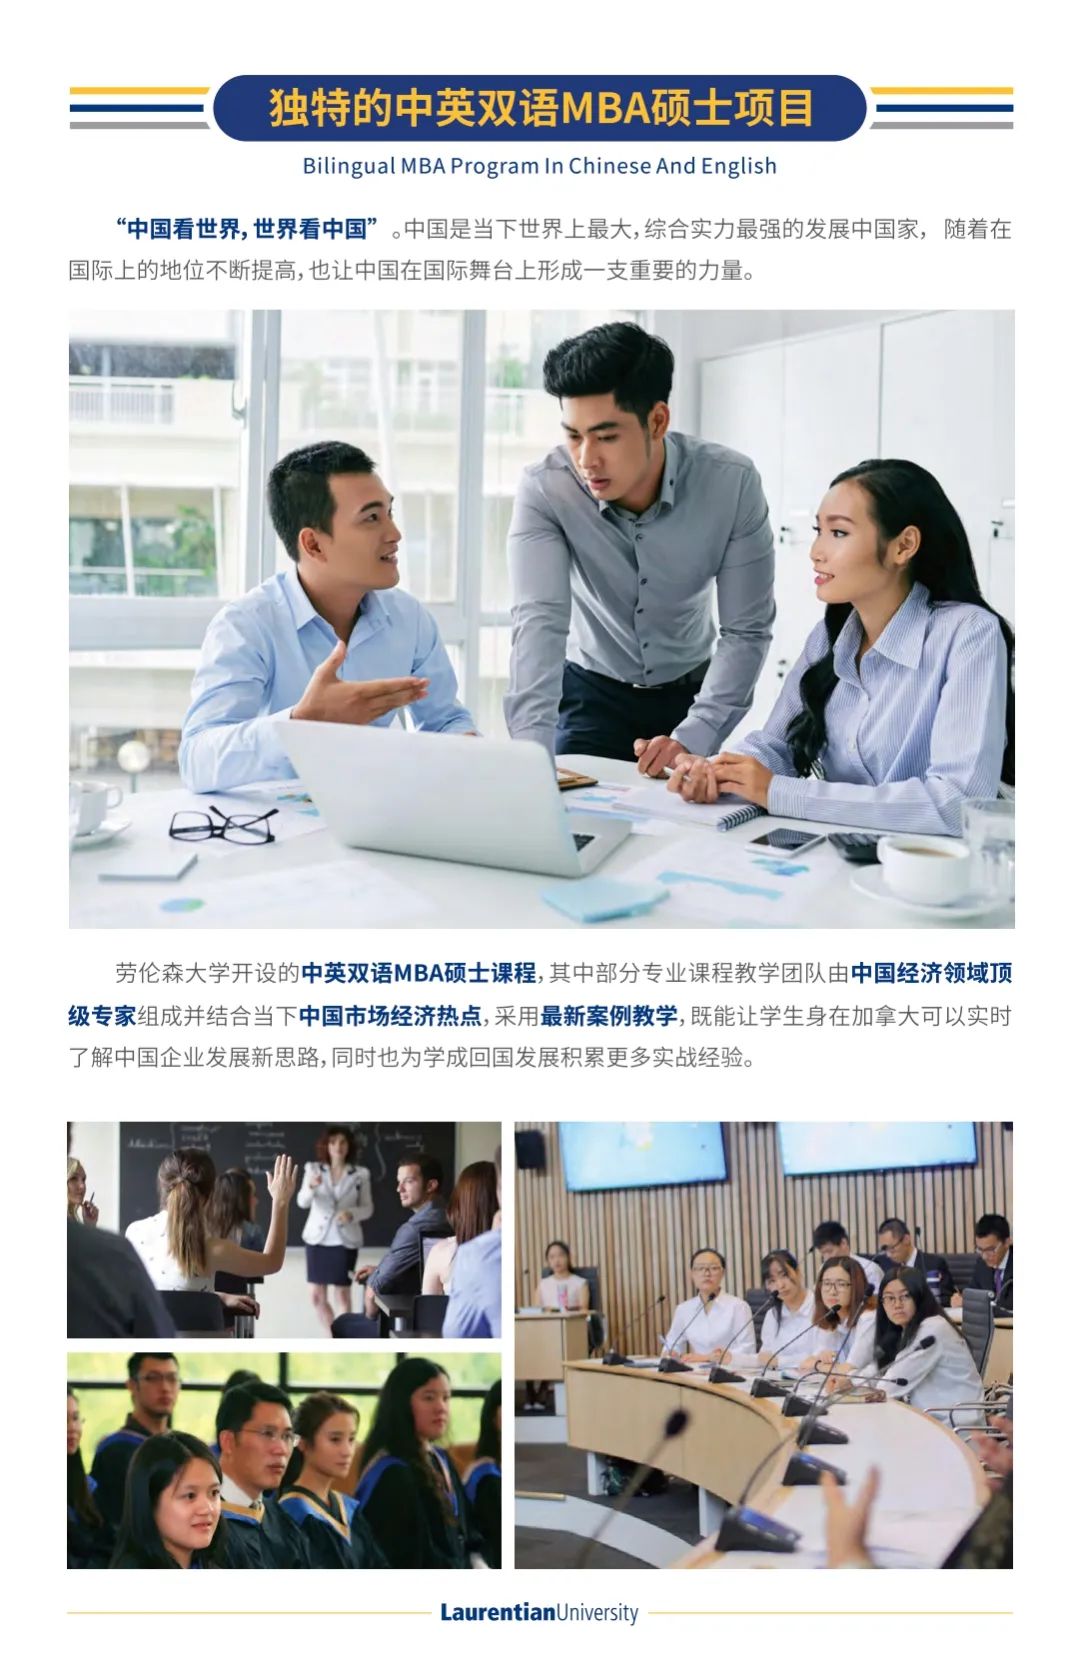 独特的中英双语MBA硕士项目
Bilingual MBA Program In Chinese And English
“中国看世界，世界看中国”。中国是当下世界上最大，综合实力最强的发展中国家，随着在
国际上的地位不断提高，也让中国在国际舞台上形成一支重要的力量。
劳伦森大学开设的中英双语MBA硕士课程，其中部分专业课程教学团队由中国经济领域顶
级专家组成并结合当下中国市场经济热点，采用最新案例教学，既能让学生身在加拿大可以实时
了解中国企业发展新思路，同时也为学成回国发展积累更多实战经验。
LaurentianUniversity